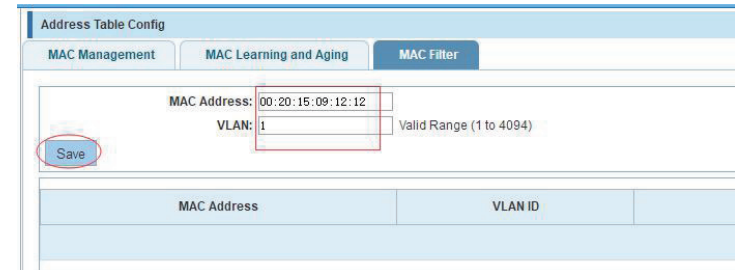 Address Table Config
MAC Management MAC Learning and Aging MAC Filter
MAC Address: 00:20:15:09:12:12
VLAN: 1 Valid Range (1 to 4094)
Save
MAC Address VLAN ID